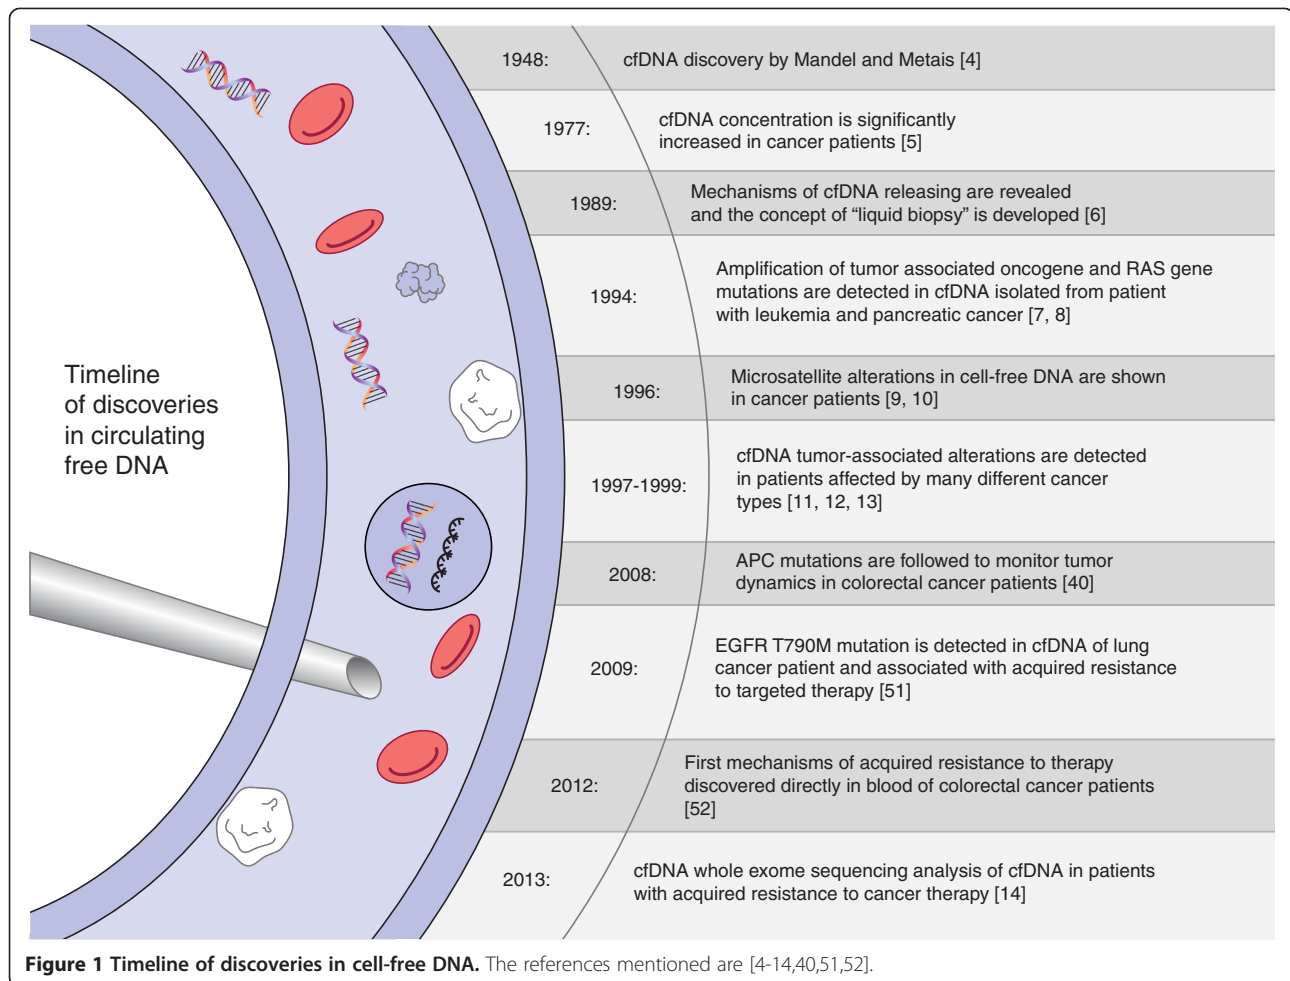 Timeline
of discoveries
in circulating
free DNA
1948: cfDNA discovery by Mandel and Metais [4]
1977: cfDNA concentration is significantly
increased in cancer patients [5]
1989: Mechanisms of cfDNA releasing are revealed
and the concept of “liquid biopsy” is developed [6]
1994: Amplification of tumor associated oncogene and RAS gene
mutations are detected in cfDNA isolated from patient
with leukemia and pancreatic cancer [7, 8]
1996: Microsatellite alterations in cell-free DNA are shown
in cancer patients [9, 10]
1997-1999: cfDNA tumor-associated alterations are detected
in patients affected by many different cancer
types [11, 12, 13]
2008: APC mutations are followed to monitor tumor
dynamics in colorectal cancer patients [40]
2009: EGFR T790M mutation is detected in cfDNA of lung
cancer patient and associated with acquired resistance
to targeted therapy [51]
2012: First mechanisms of acquired resistance to therapy
discovered directly in blood of colorectal cancer patients
[52]
2013: cfDNA whole exome sequencing analysis of cfDNA in patients
with acquired resistance to cancer therapy [14]
Figure 1 Timeline of discoveries in cell-free DNA. The references mentioned are [4-14,40,51,52].